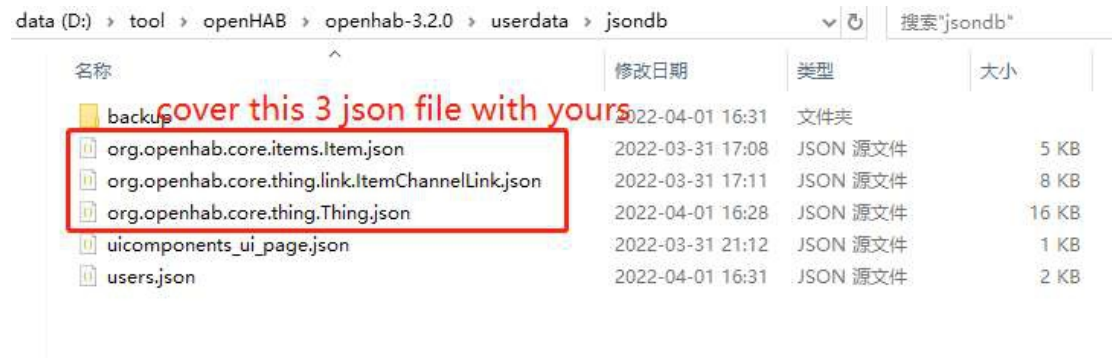 data (D:) › tool › openHAB › openhab-3.2.0 › userdata › jsondb 搜索"jsondb"
名称 修改日期 类型 大小
cover this 3 json file with yours
backup 2022-04-01 16:31 文件夹
org.openhab.core.items.Item.json 2022-03-31 17:08 JSON 源文件 5 KB
org.openhab.core.thing.link.ItemChannelLink.json 2022-03-31 17:11 JSON 源文件 8 KB
org.openhab.core.thing.Thing.json 2022-04-01 16:28 JSON 源文件 16 KB
uicomponents_ui_page.json 2022-03-31 21:12 JSON 源文件 1 KB
users.json 2022-04-01 16:31 JSON 源文件 2 KB